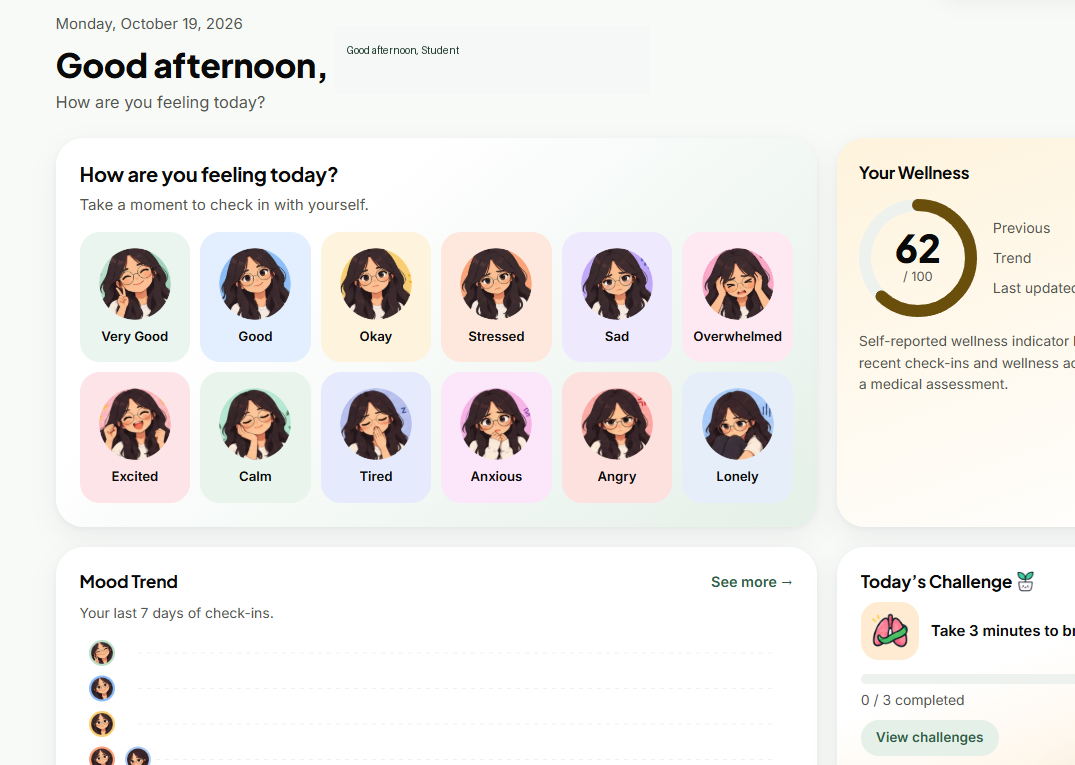 Monday, October 19, 2026
Good afternoon,
Good afternoon, Student
How are you feeling today?
How are you feeling today?
Take a moment to check in with yourself.
Very Good
Good
Okay
Stressed
Sad
Overwhelmed
Excited
Calm
Tired
Anxious
Angry
Lonely
Your Wellness
62
/ 100
Previous
Trend
Last updated
Self-reported wellness indicator
recent check-ins and wellness
a medical assessment.
Mood Trend
See more →
Your last 7 days of check-ins.
Today's Challenge
Take 3 minutes to
0 / 3 completed
View challenges